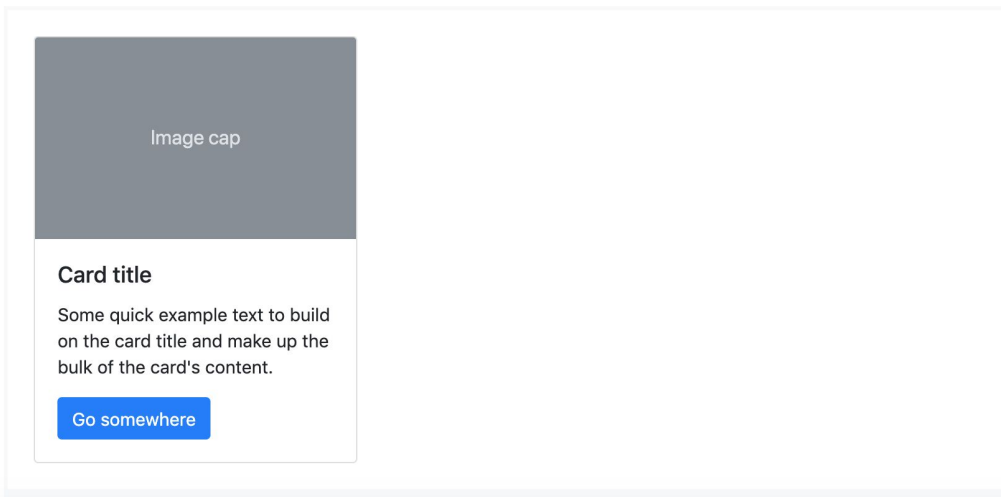 Image cap
Card title
Some quick example text to build
on the card title and make up the
bulk of the card's content.
Go somewhere